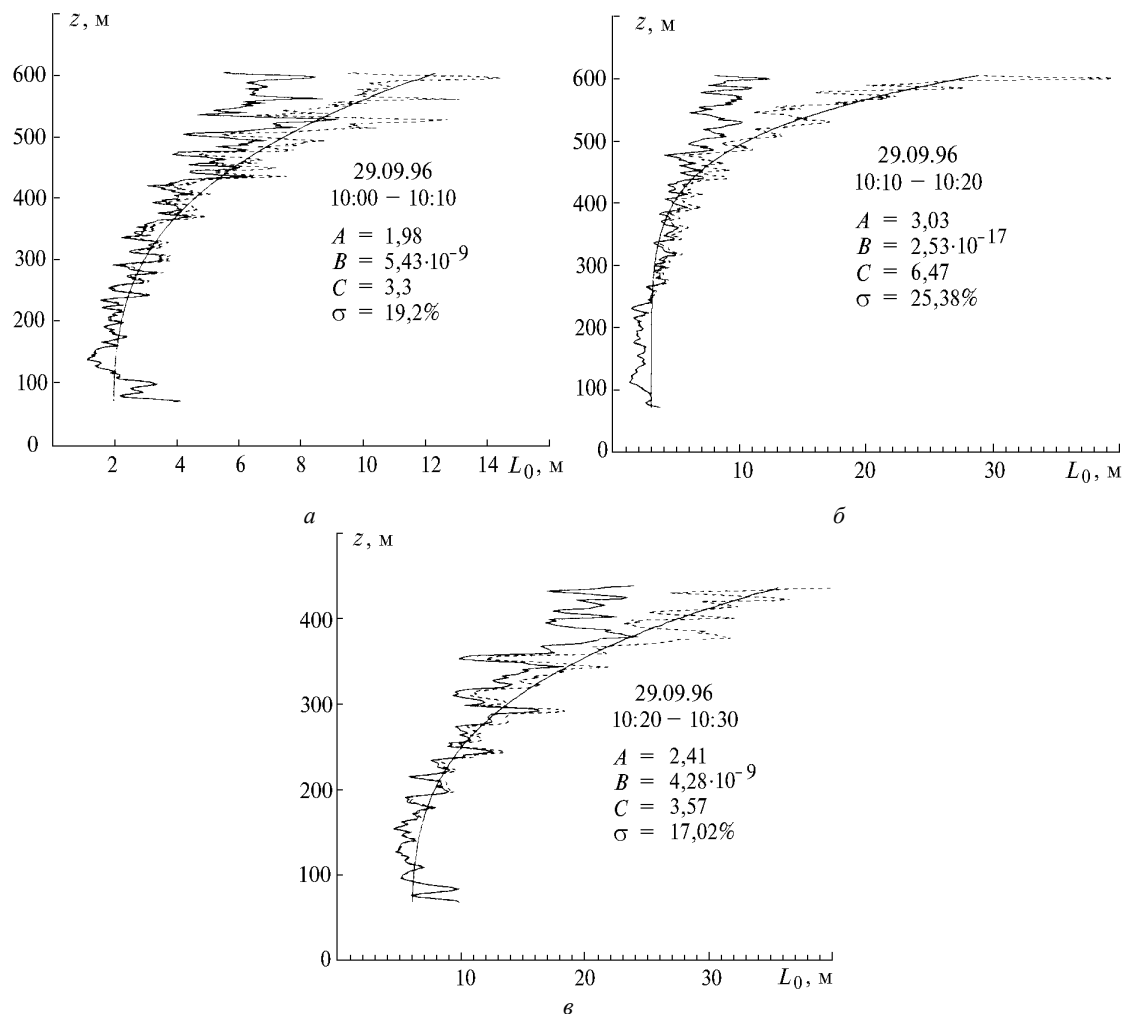 z, м
600
500
400
300
200
100
0
29.09.96
10:00 – 10:10
A = 1,98
B = 5,43·10⁻⁹
C = 3,3
σ = 19,2%
2 4 6 8 10 12 14 L₀, м
а
z, м
600
500
400
300
200
100
0
29.09.96
10:10 – 10:20
A = 3,03
B = 2,53·10⁻¹⁷
C = 6,47
σ = 25,38%
10 20 30 L₀, м
б
z, м
400
300
200
100
0
29.09.96
10:20 – 10:30
A = 2,41
B = 4,28·10⁻⁹
C = 3,57
σ = 17,02%
10 20 30 L₀, м
в